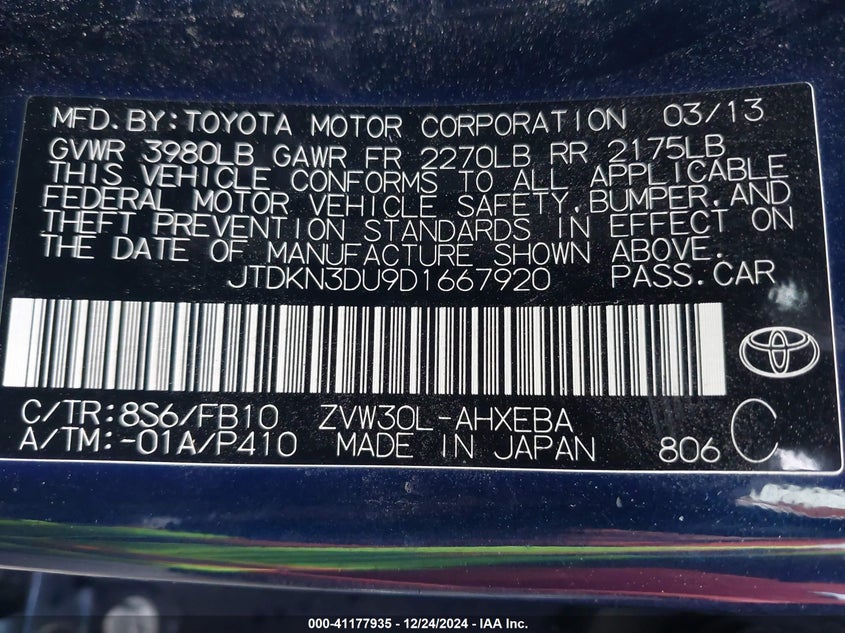 MFD.BY:TOYOTA MOTOR CORPORATION 03/13
GVWR 3980LB GAWR FR 2270LB RR 2175LB
THIS VEHICLE CONFORMS TO ALL APPLICABLE
FEDERAL MOTOR VEHICLE SAFETY,BUMPER,AND
THEFT PREVENTION STANDARDS IN EFFECT ON
THE DATE OF MANUFACTURE SHOWN ABOVE.
JTDKN3DU9D1667920 PASS.CAR
C/TR:8S6/FB10 ZVW30L-AHXEBA
A/TM:-01A/P410 MADE IN JAPAN 806 C
000-41177935 - 12/24/2024 - IAA Inc.